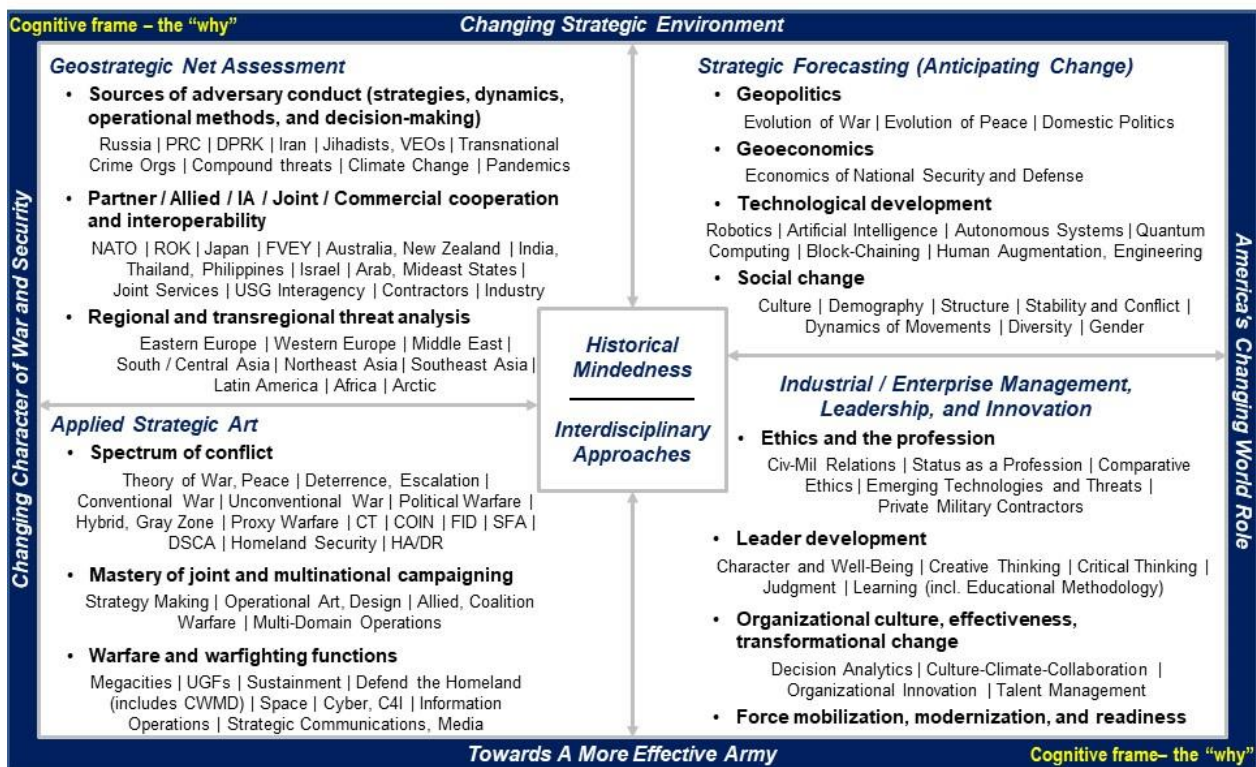 Cognitive frame – the “why”
Changing Strategic Environment
Changing Character of War and Security
Geostrategic Net Assessment
• Sources of adversary conduct (strategies, dynamics,
operational methods, and decision-making)
Russia | PRC | DPRK | Iran | Jihadists, VEOs | Transnational
Crime Orgs | Compound threats | Climate Change | Pandemics
• Partner / Allied / IA / Joint / Commercial cooperation
and interoperability
NATO | ROK | Japan | FVEY | Australia, New Zealand | India,
Thailand, Philippines | Israel | Arab, Mideast States |
Joint Services | USG Interagency | Contractors | Industry
• Regional and transregional threat analysis
Eastern Europe | Western Europe | Middle East |
South / Central Asia | Northeast Asia | Southeast Asia |
Latin America | Africa | Arctic
Strategic Forecasting (Anticipating Change)
• Geopolitics
Evolution of War | Evolution of Peace | Domestic Politics
• Geoeconomics
Economics of National Security and Defense
• Technological development
Robotics | Artificial Intelligence | Autonomous Systems | Quantum
Computing | Block-Chaining | Human Augmentation, Engineering
• Social change
Culture | Demography | Structure | Stability and Conflict |
Dynamics of Movements | Diversity | Gender
Historical
Mindedness
Interdisciplinary
Approaches
Applied Strategic Art
• Spectrum of conflict
Theory of War, Peace | Deterrence, Escalation |
Conventional War | Unconventional War | Political Warfare |
Hybrid, Gray Zone | Proxy Warfare | CT | COIN | FID | SFA |
DSCA | Homeland Security | HA/DR
• Mastery of joint and multinational campaigning
Strategy Making | Operational Art, Design | Allied, Coalition
Warfare | Multi-Domain Operations
• Warfare and warfighting functions
Megacities | UGFs | Sustainment | Defend the Homeland
(includes CWMD) | Space | Cyber, C4I | Information
Operations | Strategic Communications, Media
Industrial / Enterprise Management,
Leadership, and Innovation
• Ethics and the profession
Civ-Mil Relations | Status as a Profession | Comparative
Ethics | Emerging Technologies and Threats |
Private Military Contractors
• Leader development
Character and Well-Being | Creative Thinking | Critical Thinking |
Judgment | Learning (incl. Educational Methodology)
• Organizational culture, effectiveness,
transformational change
Decision Analytics | Culture-Climate-Collaboration |
Organizational Innovation | Talent Management
• Force mobilization, modernization, and readiness
America's Changing World Role
Towards A More Effective Army
Cognitive frame– the “why”